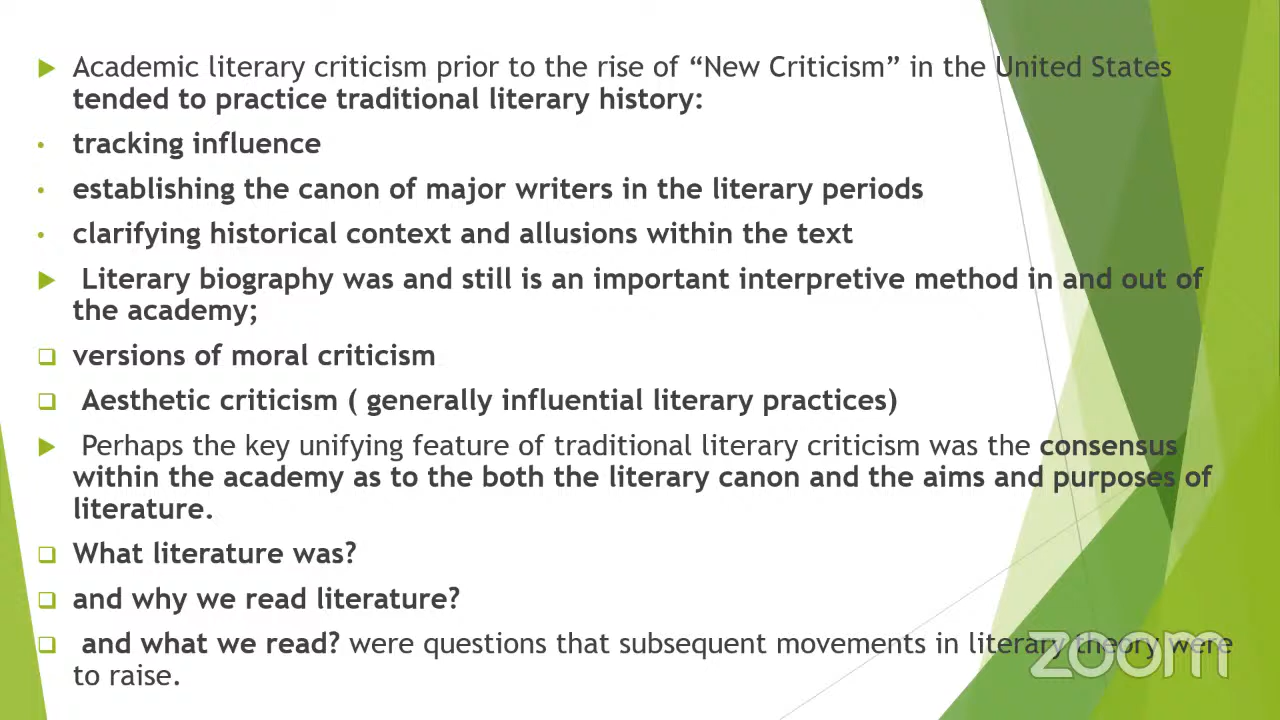 Academic literary criticism prior to the rise of “New Criticism” in the United States
tended to practice traditional literary history:
tracking influence
establishing the canon of major writers in the literary periods
clarifying historical context and allusions within the text
Literary biography was and still is an important interpretive method in and out of
the academy;
versions of moral criticism
Aesthetic criticism ( generally influential literary practices)
Perhaps the key unifying feature of traditional literary criticism was the consensus
within the academy as to the both the literary canon and the aims and purposes of
literature.
What literature was?
and why we read literature?
and what we read? were questions that subsequent movements in literary theory were
to raise.
zoom